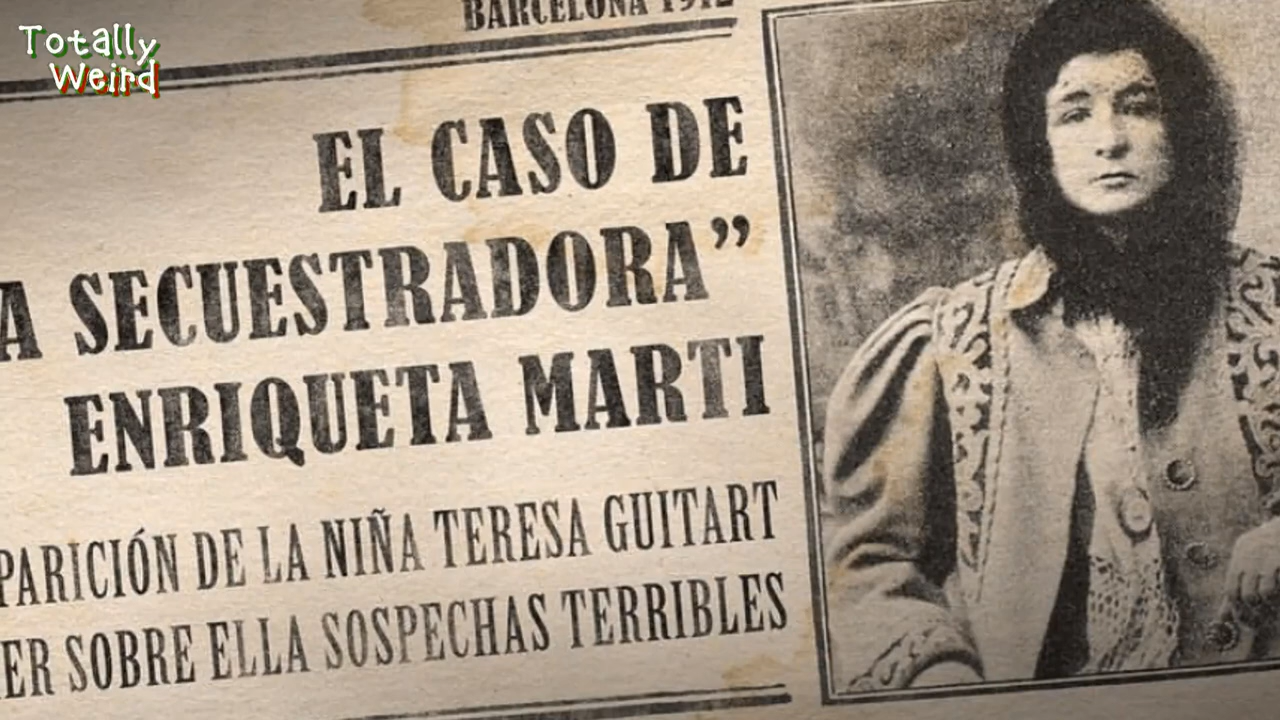 Totally
Weird
BARCELONA 1912
EL CASO DE
A SECUESTRADORA”
ENRIQUETA MARTI
PARICIÓN DE LA NIÑA TERESA GUITART
ER SOBRE ELLA SOSPECHAS TERRIBLES